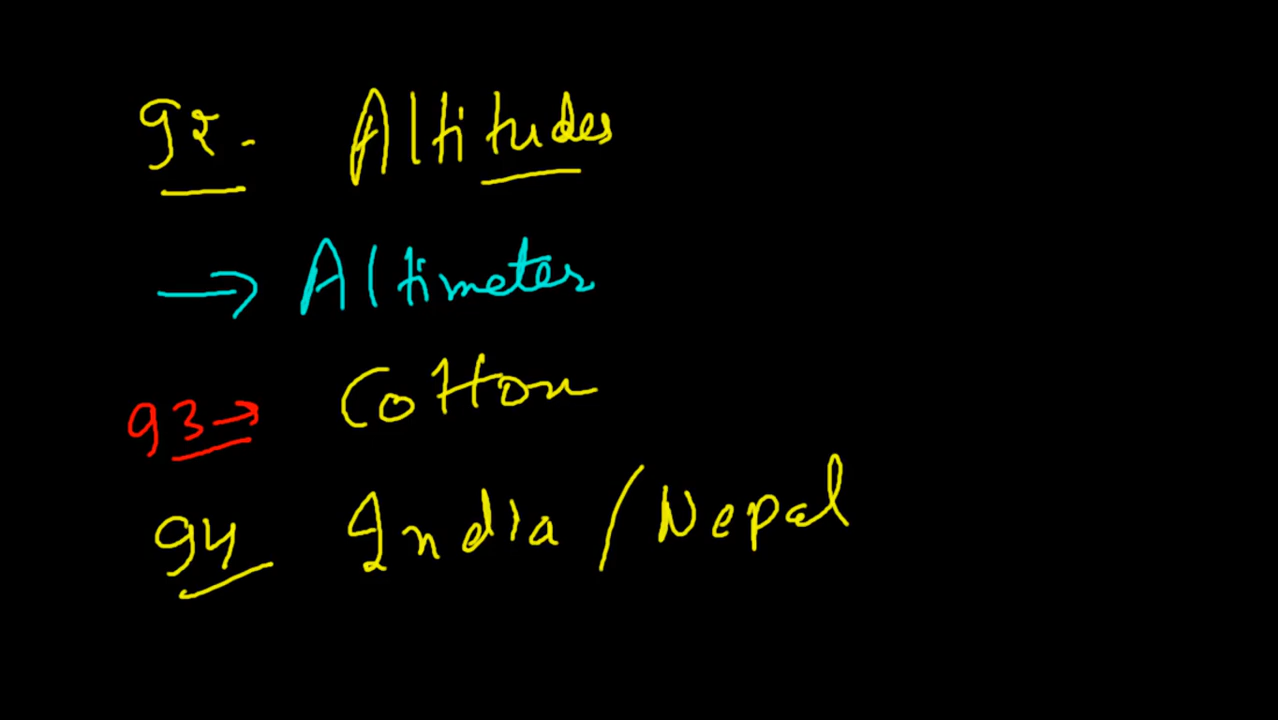 92. Altitudes
→ Altimeter
93→ Cotton
94 India / Nepal